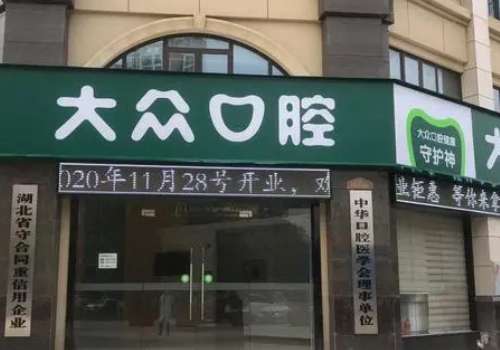 大众口腔
大众口腔健康
守护神
大
2020年11月28号开业，欢
业钜惠 等你来拿
湖北省守合同重信用企业
中华口腔医学会理事单位